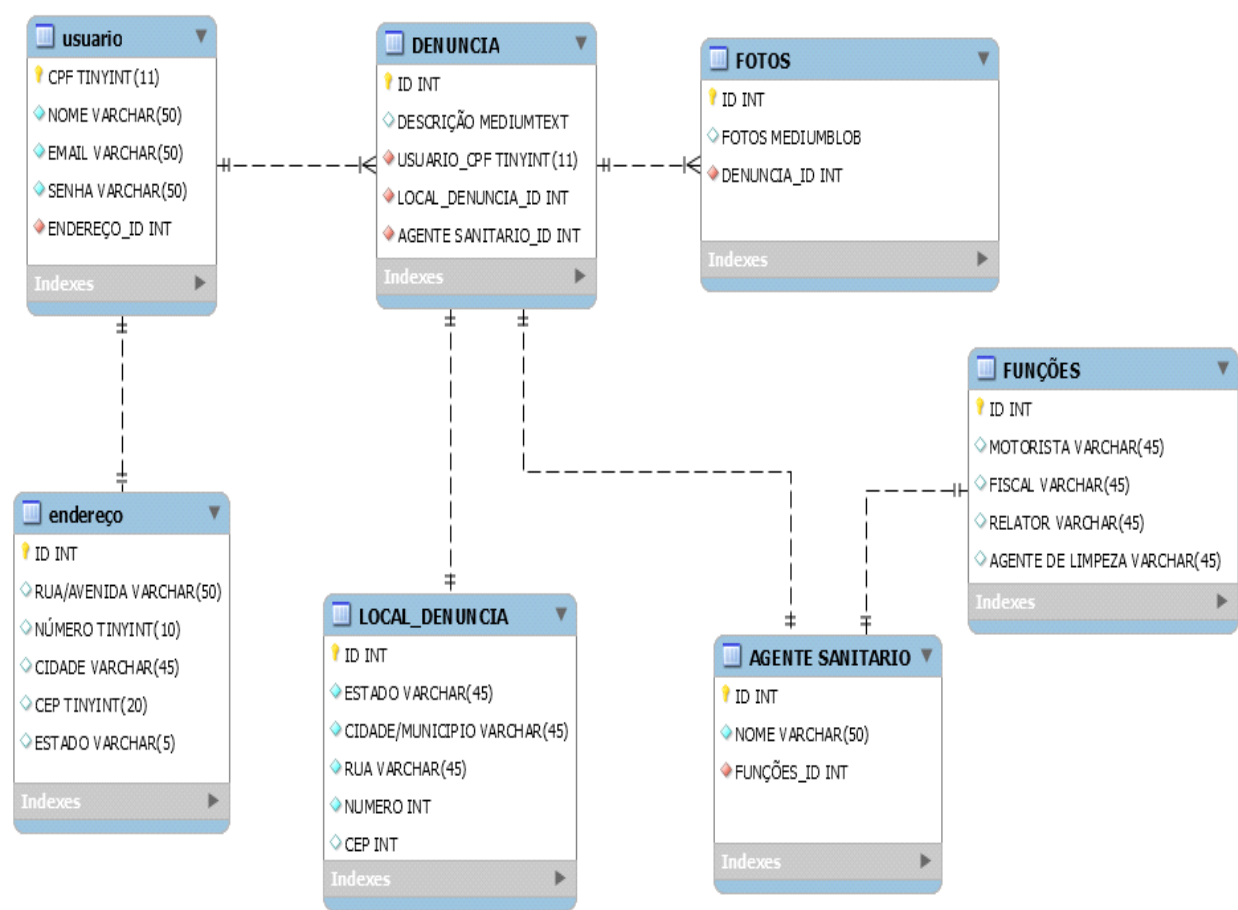 usuario
CPF TINYINT(11)
NOME VARCHAR(50)
EMAIL VARCHAR(50)
SENHA VARCHAR(50)
ENDEREÇO_ID INT
Indexes
DENUNCIA
ID INT
DESCRIÇÃO MEDIUMTEXT
USUARIO_CPF TINYINT(11)
LOCAL_DENUNCIA_ID INT
AGENTE SANITARIO_ID INT
Indexes
FOTOS
ID INT
FOTOS MEDIUMBLOB
DENUNCIA_ID INT
Indexes
FUNÇÕES
ID INT
MOTORISTA VARCHAR(45)
FISCAL VARCHAR(45)
RELATOR VARCHAR(45)
AGENTE DE LIMPEZA VARCHAR(45)
Indexes
endereço
ID INT
RUA/AVENIDA VARCHAR(50)
NÚMERO TINYINT(10)
CIDADE VARCHAR(45)
CEP TINYINT(20)
ESTADO VARCHAR(5)
Indexes
LOCAL_DENUNCIA
ID INT
ESTADO VARCHAR(45)
CIDADE/MUNICIPIO VARCHAR(45)
RUA VARCHAR(45)
NUMERO INT
CEP INT
Indexes
AGENTE SANITARIO
ID INT
NOME VARCHAR(50)
FUNÇÕES_ID INT
Indexes